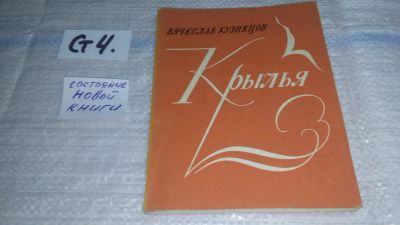 G4.
состояние
новой
книги
ВЯЧЕСЛАВ КУЗНЕЦОВ
Крылья